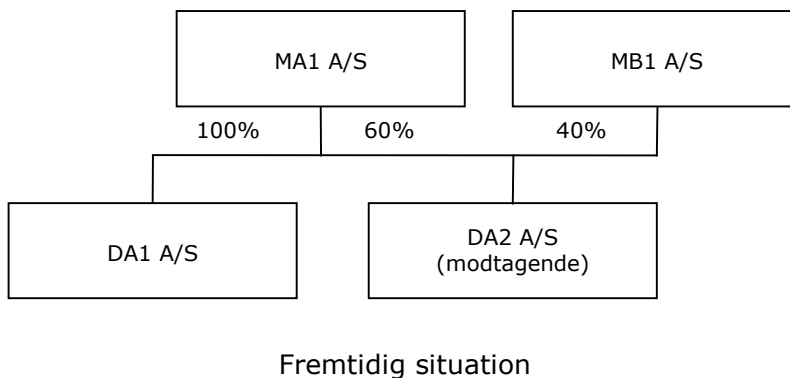 MA1 A/S
MB1 A/S
100%
60%
40%
DA1 A/S
DA2 A/S
(modtagende)
Fremtidig situation